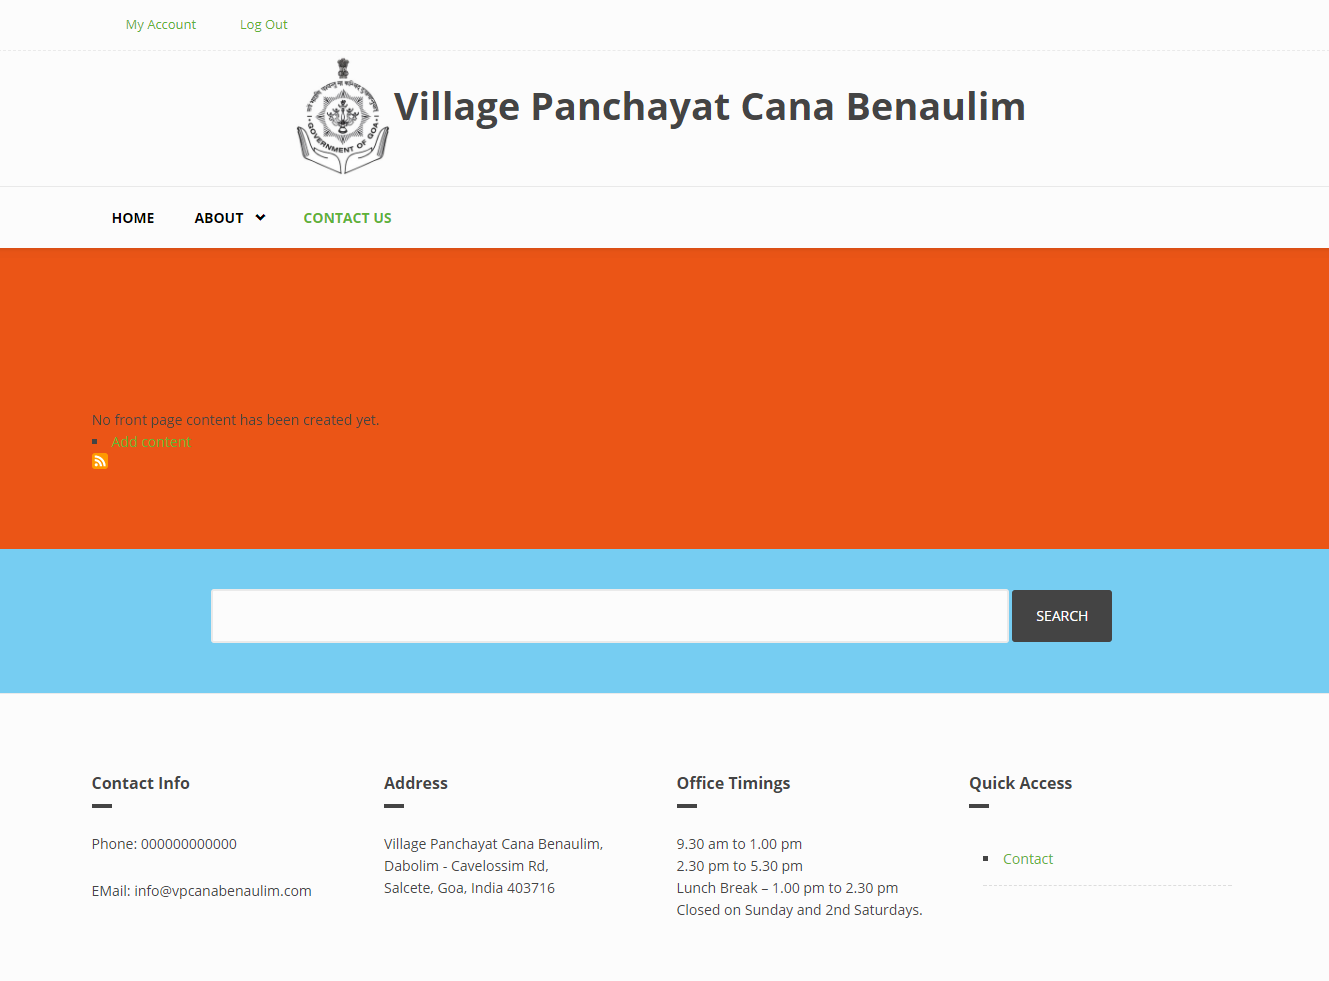 My Account
Log Out
GOVERNMENT OF GOA
Village Panchayat Cana Benaulim
HOME
ABOUT
CONTACT US
No front page content has been created yet.
Add content
SEARCH
Contact Info
Phone: 000000000000
EMail: info@vpcanabenaulim.com
Address
Village Panchayat Cana Benaulim,
Dabolim - Cavelossim Rd,
Salcete, Goa, India 403716
Office Timings
9.30 am to 1.00 pm
2.30 pm to 5.30 pm
Lunch Break – 1.00 pm to 2.30 pm
Closed on Sunday and 2nd Saturdays.
Quick Access
Contact